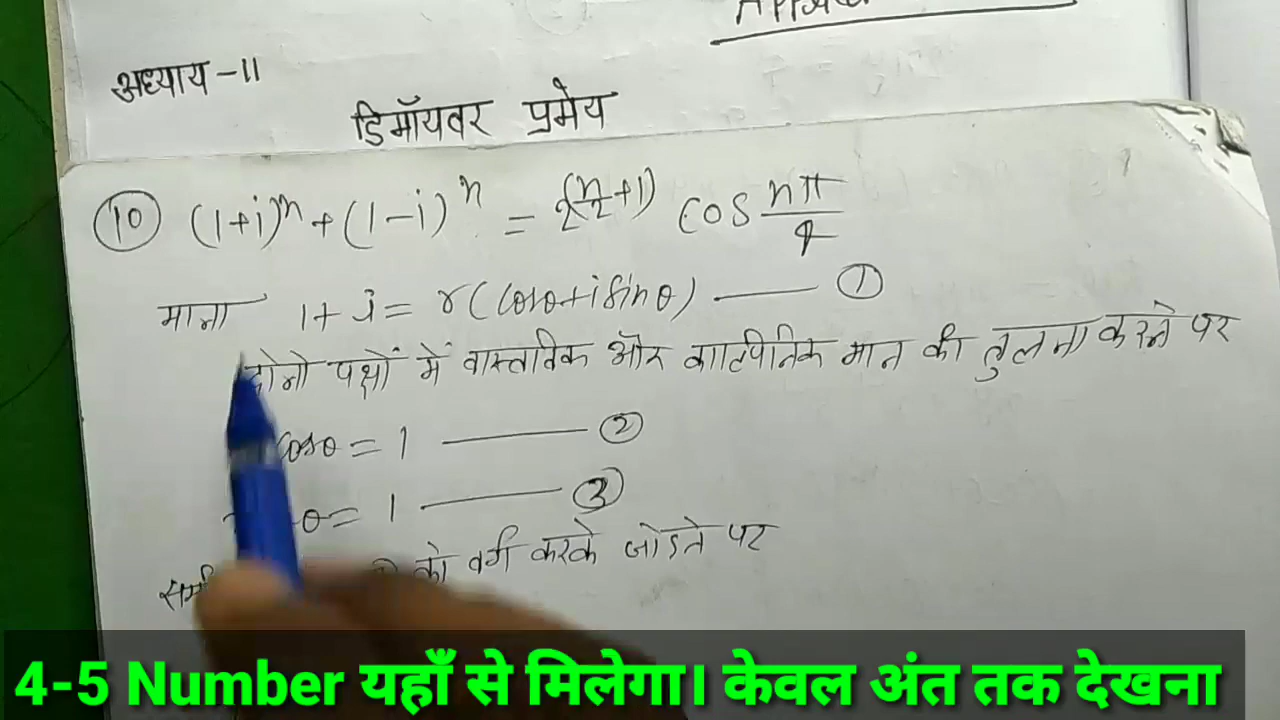 अध्याय -11
डिमॉयवर प्रमेय
(10) (1+i)^n + (1-i)^n = 2^(n/2+1) cos nπ/4
माना 1+i = r(cosθ+isinθ) —— (1)
दोनो पक्षों में वास्तविक और काल्पनिक मान की तुलना करने पर
cosθ = 1 —— (2)
θ = 1 —— (3)
को वर्ग करके जोडते पर
4-5 Number यहाँ से मिलेगा। केवल अंत तक देखना